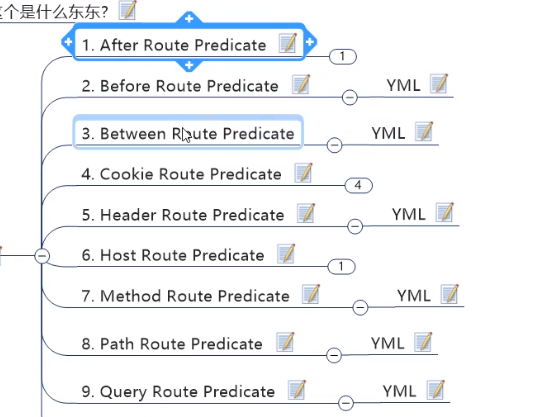 个是什么东东?
1. After Route Predicate
1
2. Before Route Predicate
YML
3. Between Route Predicate
YML
4. Cookie Route Predicate
4
5. Header Route Predicate
YML
6. Host Route Predicate
1
7. Method Route Predicate
YML
8. Path Route Predicate
YML
9. Query Route Predicate
YML